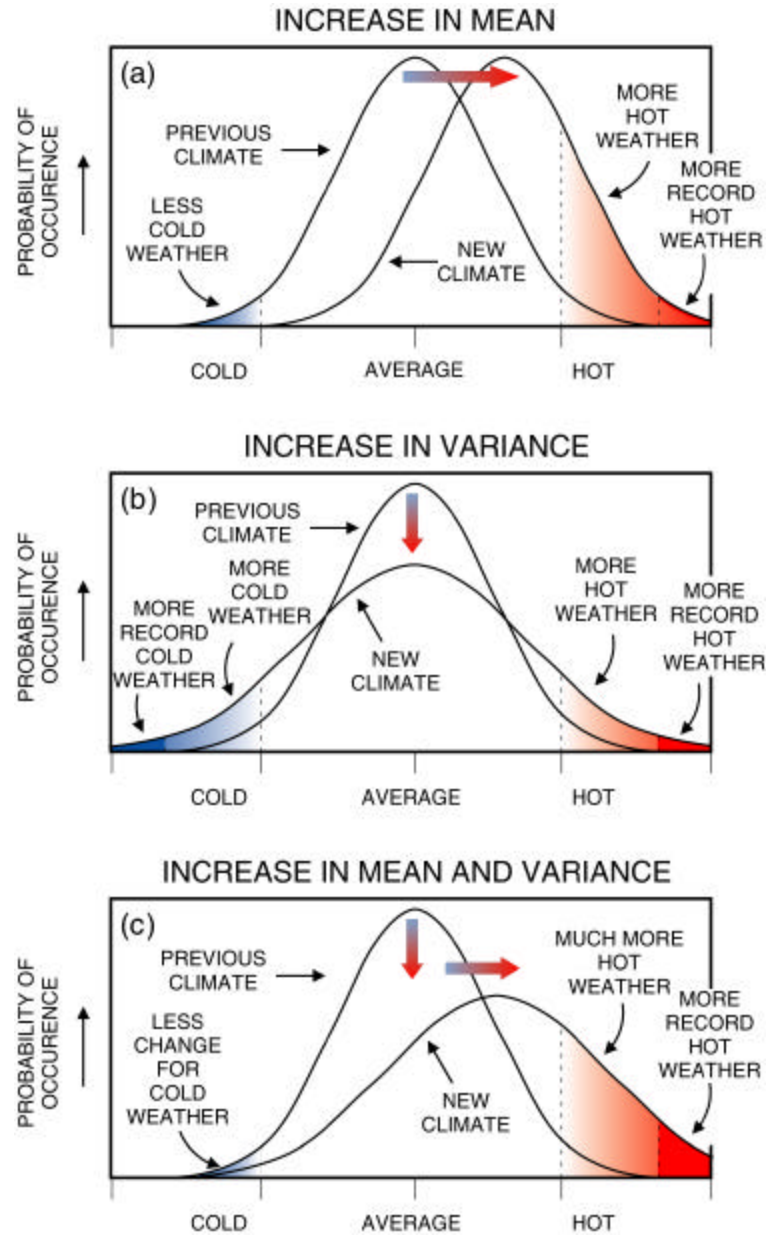 INCREASE IN MEAN
(a)
PROBABILITY OF
OCCURENCE
PREVIOUS
CLIMATE
LESS
COLD
WEATHER
NEW
CLIMATE
MORE
HOT
WEATHER
MORE
RECORD
HOT
WEATHER
COLD
AVERAGE
HOT
INCREASE IN VARIANCE
(b)
PROBABILITY OF
OCCURENCE
PREVIOUS
CLIMATE
MORE
COLD
WEATHER
MORE
RECORD
COLD
WEATHER
NEW
CLIMATE
MORE
HOT
WEATHER
MORE
RECORD
HOT
WEATHER
COLD
AVERAGE
HOT
INCREASE IN MEAN AND VARIANCE
(c)
PROBABILITY OF
OCCURENCE
PREVIOUS
CLIMATE
LESS
CHANGE
FOR
COLD
WEATHER
NEW
CLIMATE
MUCH MORE
HOT
WEATHER
MORE
RECORD
HOT
WEATHER
COLD
AVERAGE
HOT